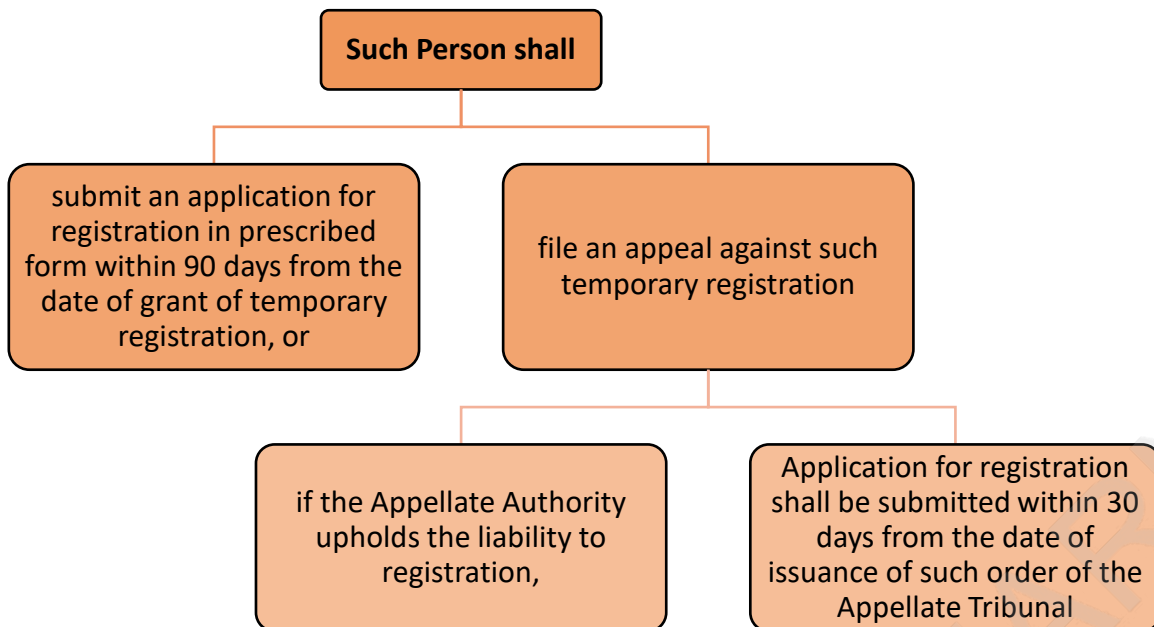 Such Person shall
submit an application for
registration in prescribed
form within 90 days from the
date of grant of temporary
registration, or
file an appeal against such
temporary registration
if the Appellate Authority
upholds the liability to
registration,
Application for registration
shall be submitted within 30
days from the date of
issuance of such order of the
Appellate Tribunal